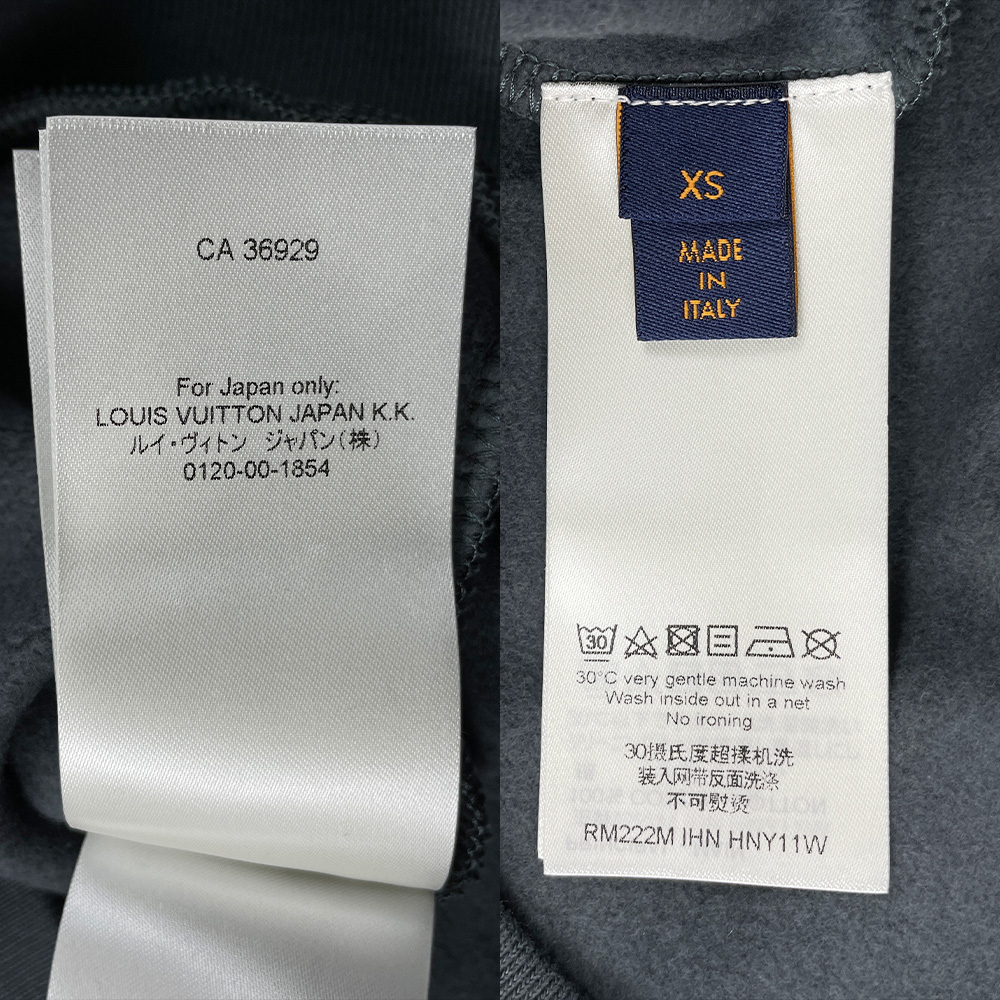 CA 36929
For Japan only:
LOUIS VUITTON JAPAN K.K.
ルイ・ヴィトン ジャパン(株)
0120-00-1854
XS
MADE
IN
ITALY
30
30°C very gentle machine wash
Wash inside out in a net
No ironing
30摄氏度超揉机洗
装入网带反面洗涤
不可熨烫
RM222M IHN HNY11W